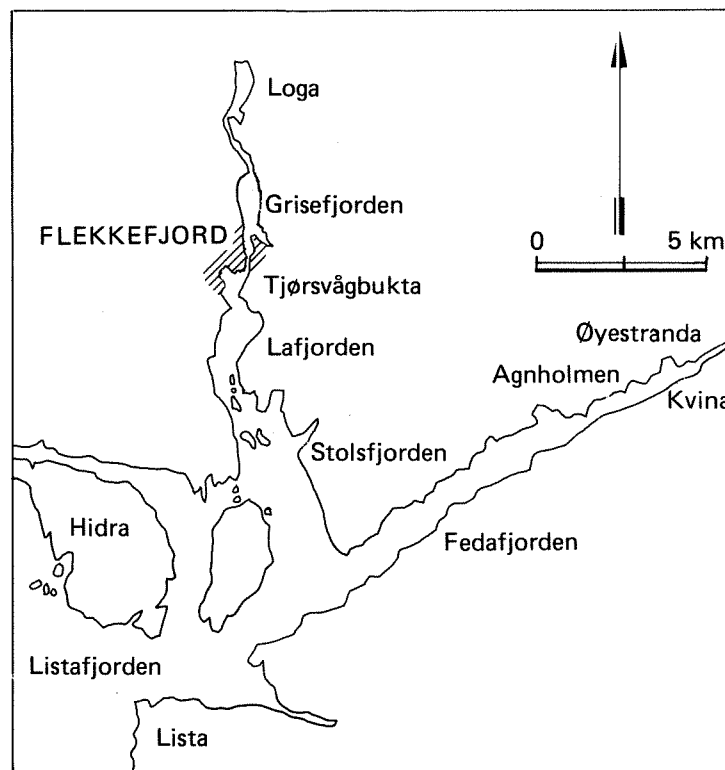 Loga
Grisefjorden
FLEKKEFJORD
0 5 km
Tjørsvågbukta
Øyestranda
Lafjorden
Agnholmen
Kvina
Stolsfjorden
Hidra
Fedafjorden
Listafjorden
Lista